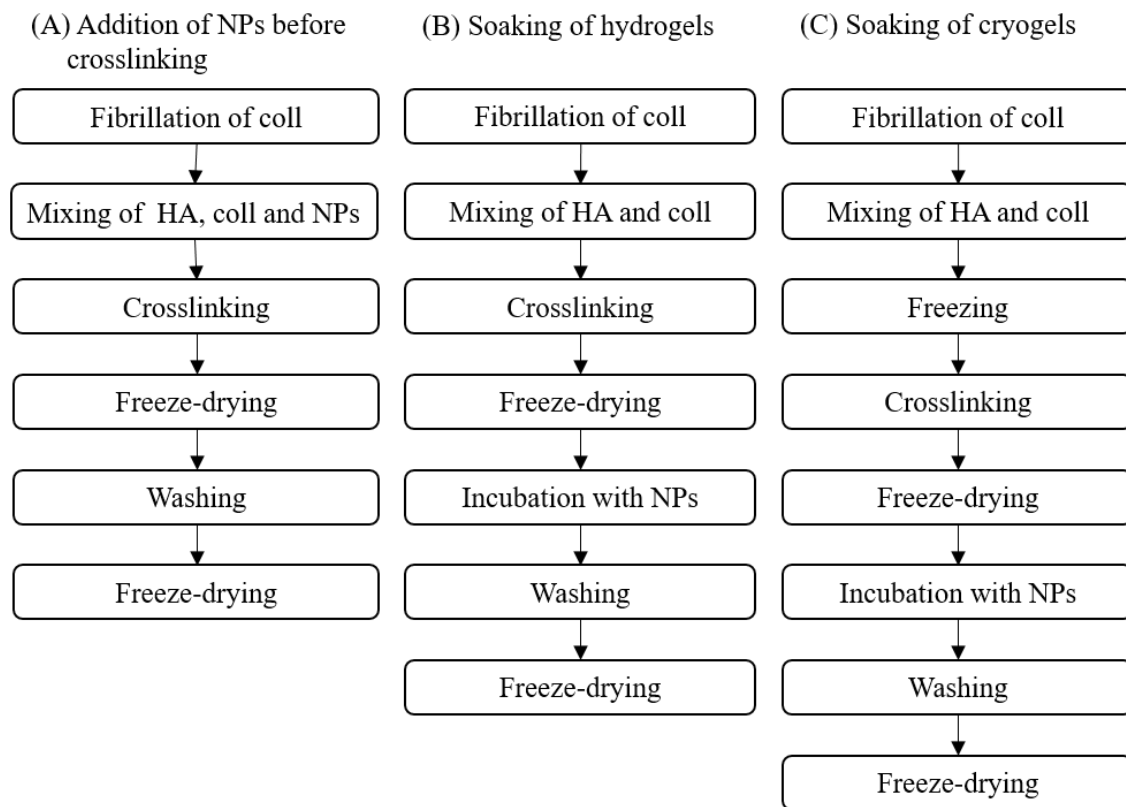 (A) Addition of NPs before
crosslinking
Fibrillation of coll
Mixing of  HA, coll and NPs
Crosslinking
Freeze-drying
Washing
Freeze-drying
(B) Soaking of hydrogels
Fibrillation of coll
Mixing of HA and coll
Crosslinking
Freeze-drying
Incubation with NPs
Washing
Freeze-drying
(C) Soaking of cryogels
Fibrillation of coll
Mixing of HA and coll
Freezing
Crosslinking
Freeze-drying
Incubation with NPs
Washing
Freeze-drying